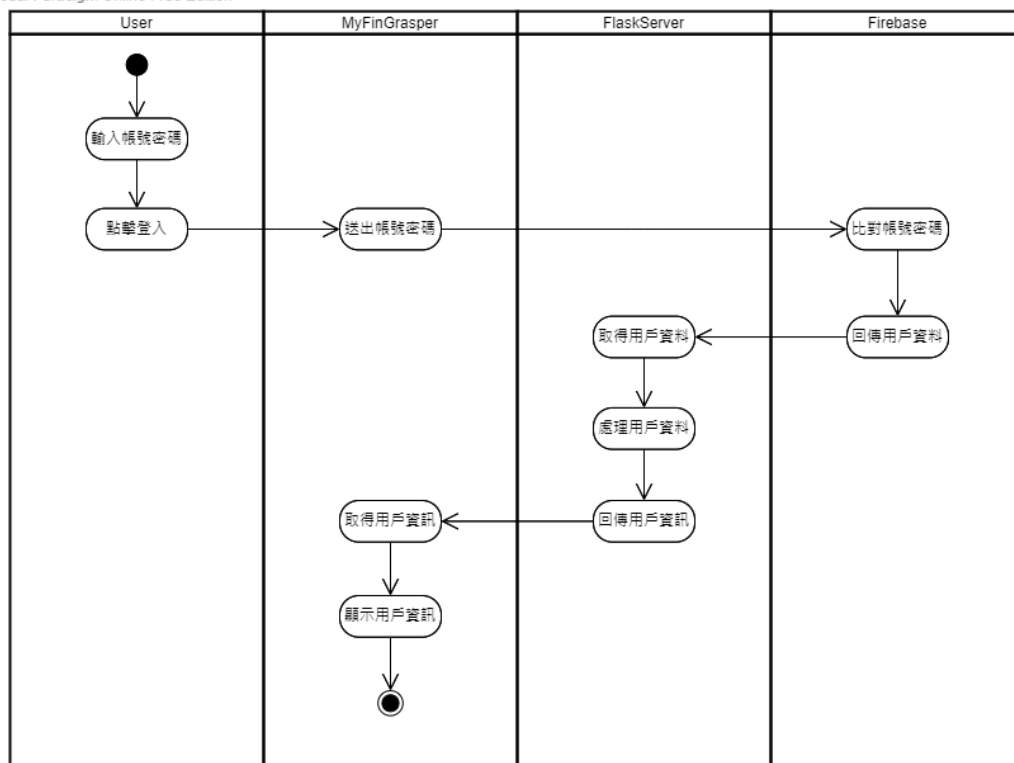 User
MyFinGrasper
FlaskServer
Firebase
輸入帳號密碼
點擊登入
送出帳號密碼
比對帳號密碼
取得用戶資料
回傳用戶資料
處理用戶資料
取得用戶資訊
回傳用戶資訊
顯示用戶資訊